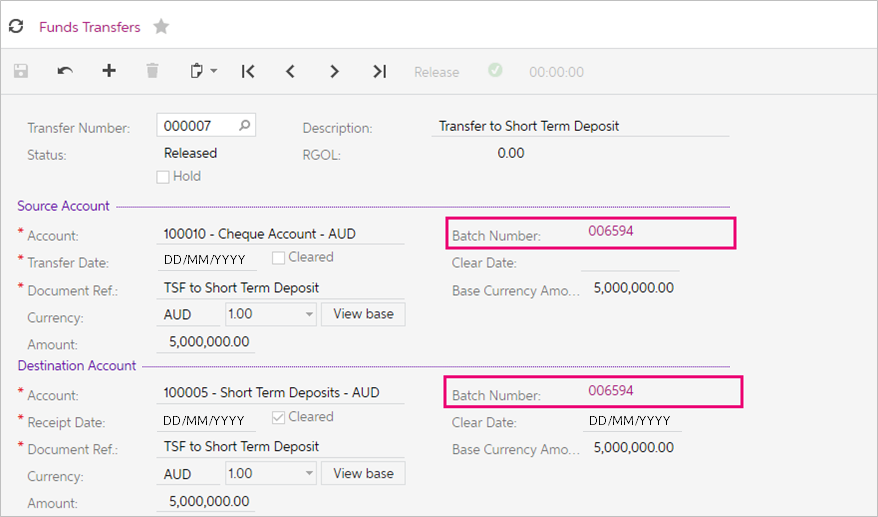 Funds Transfers
Release 00:00:00
Transfer Number: 000007 Description: Transfer to Short Term Deposit
Status: Released RGOL: 0.00
Hold
Source Account
* Account: 100010 - Cheque Account - AUD Batch Number: 006594
* Transfer Date: DD/MM/YYYY Cleared Clear Date:
* Document Ref.: TSF to Short Term Deposit Base Currency Amo... 5,000,000.00
Currency: AUD 1.00 View base
Amount: 5,000,000.00
Destination Account
* Account: 100005 - Short Term Deposits - AUD Batch Number: 006594
* Receipt Date: DD/MM/YYYY Cleared Clear Date: DD/MM/YYYY
* Document Ref.: TSF to Short Term Deposit Base Currency Amo... 5,000,000.00
Currency: AUD 1.00 View base
Amount: 5,000,000.00